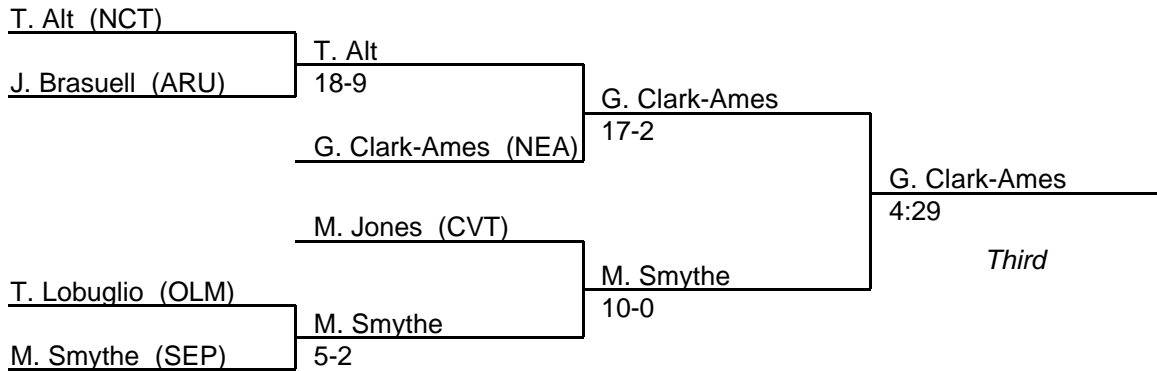 T. Alt (NCT)
J. Brasuell (ARU)
T. Alt
18-9
G. Clark-Ames (NEA)
G. Clark-Ames
17-2
M. Jones (CVT)
T. Lobuglio (OLM)
M. Smythe (SEP)
M. Smythe
5-2
M. Smythe
10-0
G. Clark-Ames
4:29
Third